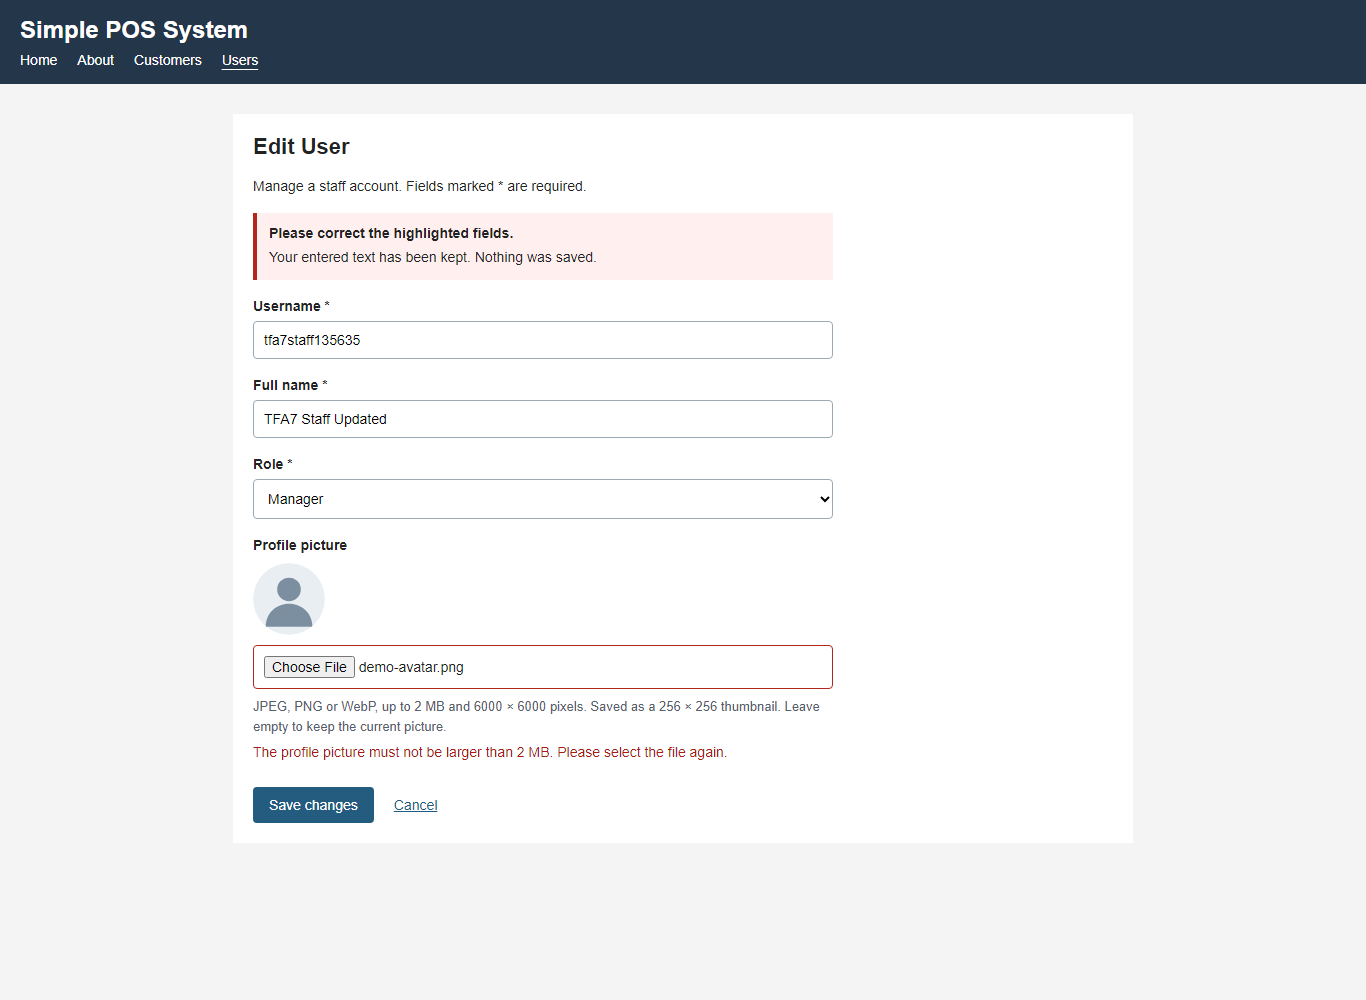 Simple POS System
Home About Customers Users
Edit User
Manage a staff account. Fields marked * are required.
Please correct the highlighted fields.
Your entered text has been kept. Nothing was saved.
Username *
tfa7staff135635
Full name *
TFA7 Staff Updated
Role *
Manager
Profile picture
Choose File demo-avatar.png
JPEG, PNG or WebP, up to 2 MB and 6000 × 6000 pixels. Saved as a 256 × 256 thumbnail. Leave
empty to keep the current picture.
The profile picture must not be larger than 2 MB. Please select the file again.
Save changes Cancel